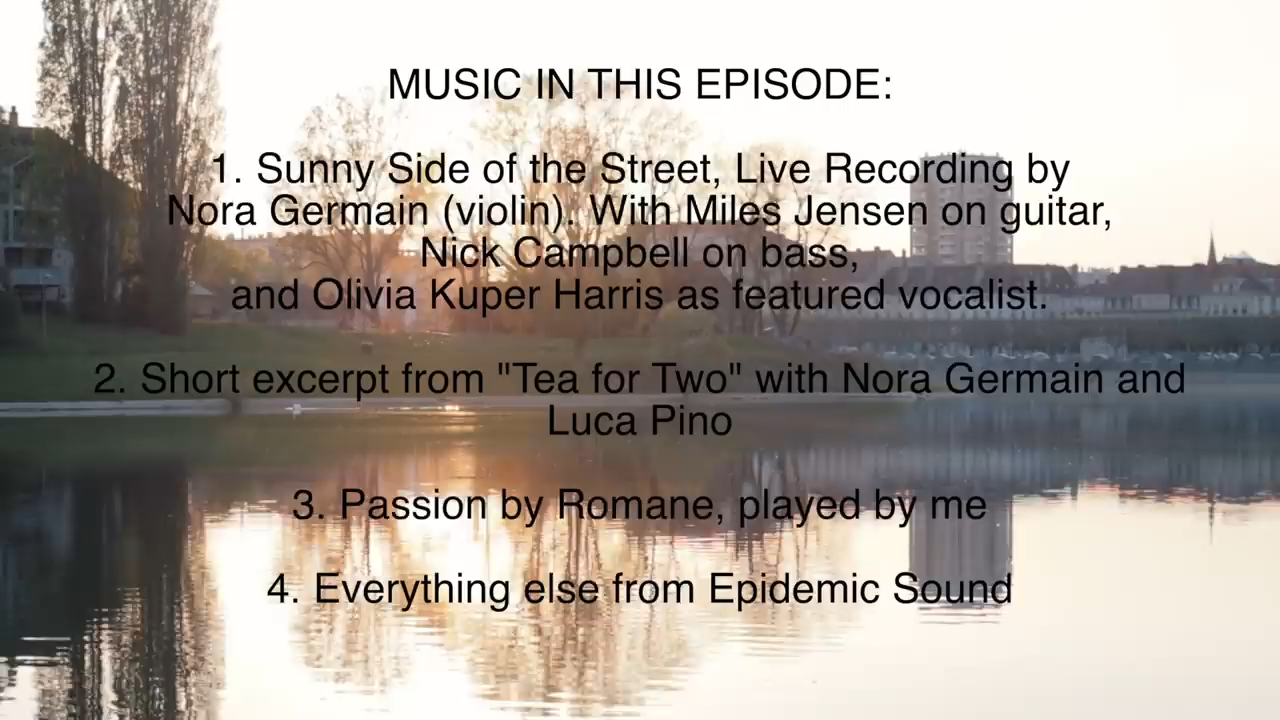 MUSIC IN THIS EPISODE:
1. Sunny Side of the Street, Live Recording by
Nora Germain (violin). With Miles Jensen on guitar,
Nick Campbell on bass,
and Olivia Kuper Harris as featured vocalist.
2. Short excerpt from "Tea for Two" with Nora Germain and
Luca Pino
3. Passion by Romane, played by me
4. Everything else from Epidemic Sound